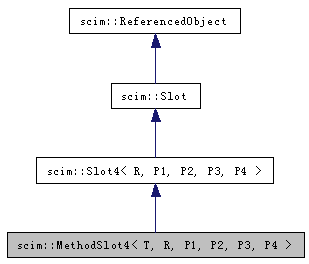 scim::ReferencedObject
scim::Slot
scim::Slot4< R, P1, P2, P3, P4 >
scim::MethodSlot4< T, R, P1, P2, P3, P4 >